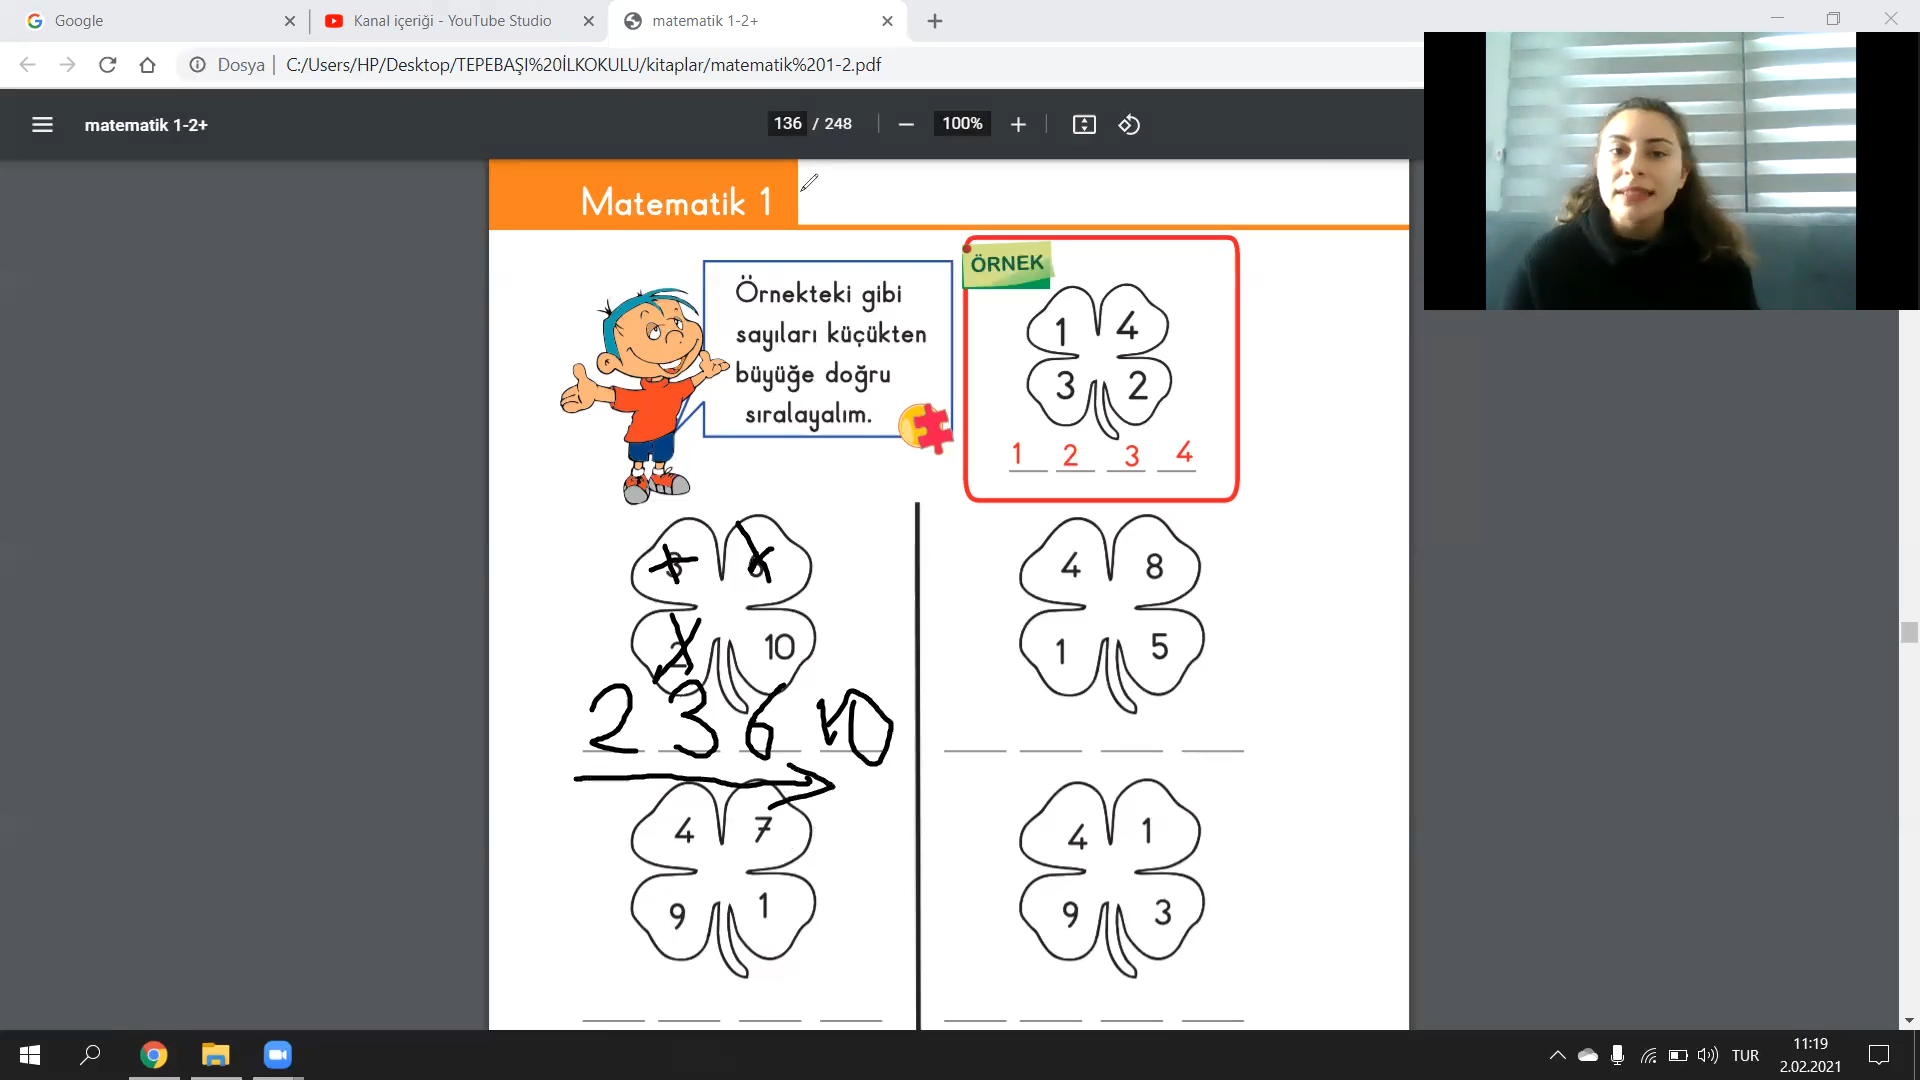 Google
Kanal içeriği - YouTube Studio
matematik 1-2+
Dosya
C:/Users/HP/Desktop/TEPEBAŞI%20İLKOKULU/kitaplar/matematik%201-2.pdf
matematik 1-2+
136 / 248
100%
Matematik 1
Örnekteki gibi
sayıları küçükten
büyüğe doğru
sıralayalım.
ÖRNEK
1 4
3 2
1 2 3 4
10
2 3 6 10
4 8
1 5
4 7
9 1
4 1
9 3
TUR
11:19
2.02.2021